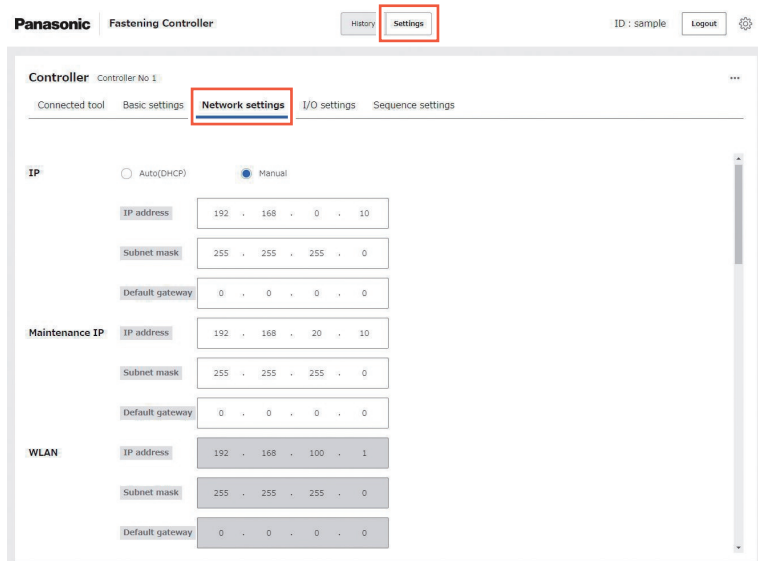 Panasonic Fastening Controller History Settings ID : sample Logout
Controller Controller No 1 ...
Connected tool Basic settings Network settings I/O settings Sequence settings
IP Auto(DHCP) Manual
IP address 192 . 168 . 0 . 10
Subnet mask 255 . 255 . 255 . 0
Default gateway 0 . 0 . 0 . 0
Maintenance IP IP address 192 . 168 . 20 . 10
Subnet mask 255 . 255 . 255 . 0
Default gateway 0 . 0 . 0 . 0
WLAN IP address 192 . 168 . 100 . 1
Subnet mask 255 . 255 . 255 . 0
Default gateway 0 . 0 . 0 . 0